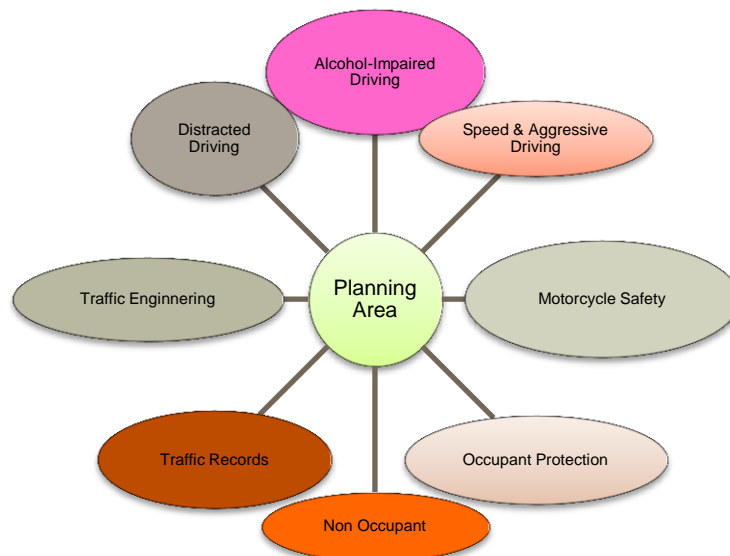 Alcohol-Impaired
Driving
Distracted
Driving
Speed & Aggressive
Driving
Planning
Area
Traffic Enginnering
Motorcycle Safety
Traffic Records
Occupant Protection
Non Occupant